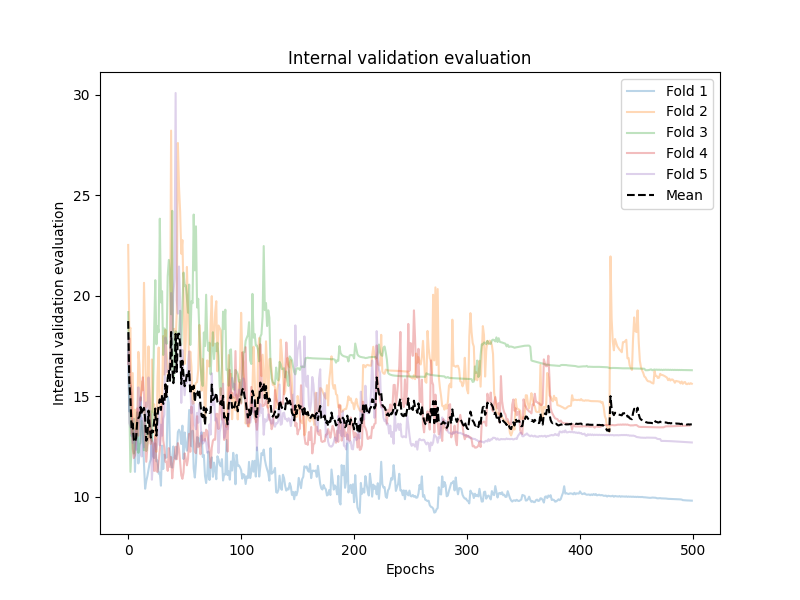 Internal validation evaluation
Internal validation evaluation
30
25
20
15
10
0
100
200
300
400
500
Epochs
Fold 1
Fold 2
Fold 3
Fold 4
Fold 5
Mean